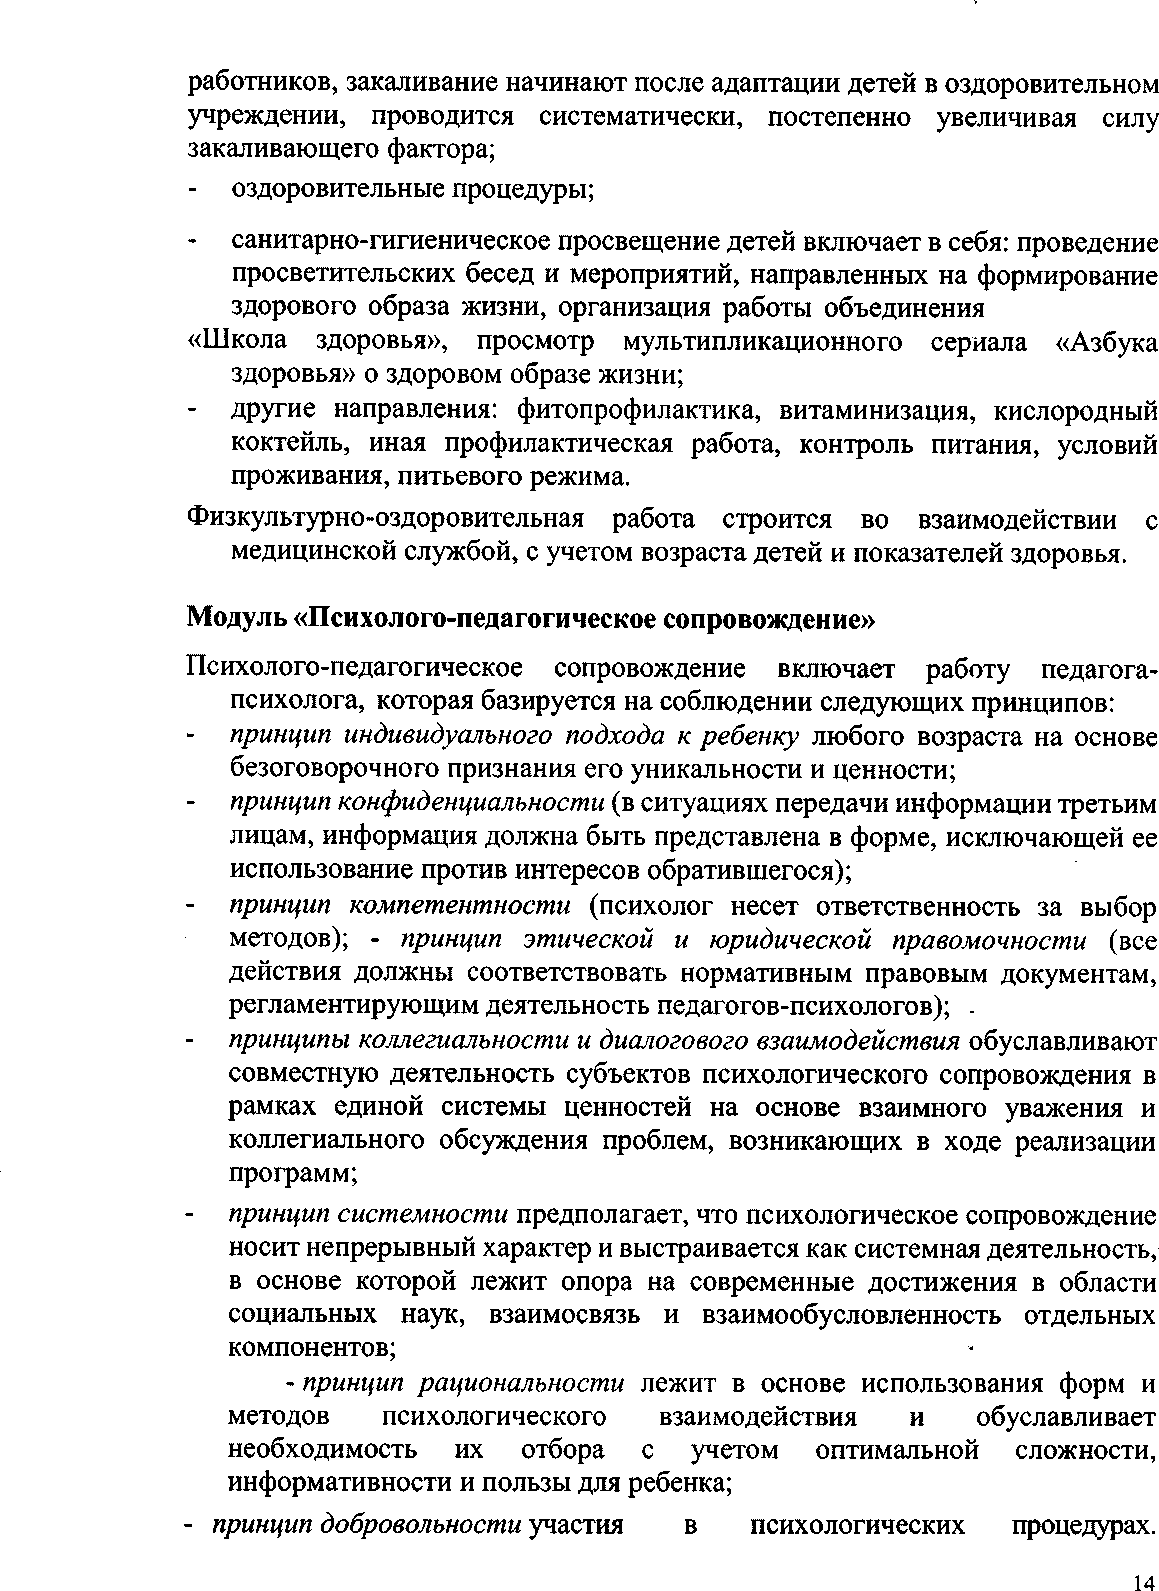 работников, закаливание начинают после адаптации детей в оздоровительном
учреждении, проводится систематически, постепенно увеличивая силу
закаливающего фактора;
- оздоровительные процедуры;
- санитарно-гигиеническое просвещение детей включает в себя: проведение
просветительских бесед и мероприятий, направленных на формирование
здорового образа жизни, организация работы объединения
«Школа здоровья», просмотр мультипликационного сериала «Азбука
здоровья» о здоровом образе жизни;
- другие направления: фитопрофилактика, витаминизация, кислородный
коктейль, иная профилактическая работа, контроль питания, условий
проживания, питьевого режима.
Физкультурно-оздоровительная работа строится во взаимодействии с
медицинской службой, с учетом возраста детей и показателей здоровья.
Модуль «Психолого-педагогическое сопровождение»
Психолого-педагогическое сопровождение включает работу педагога-
психолога, которая базируется на соблюдении следующих принципов:
- принцип индивидуального подхода к ребенку любого возраста на основе
безоговорочного признания его уникальности и ценности;
- принцип конфиденциальности (в ситуациях передачи информации третьим
лицам, информация должна быть представлена в форме, исключающей ее
использование против интересов обратившегося);
- принцип компетентности (психолог несет ответственность за выбор
методов); - принцип этической и юридической правомочности (все
действия должны соответствовать нормативным правовым документам,
регламентирующим деятельность педагогов-психологов);
- принципы коллегиальности и диалогового взаимодействия обуславливают
совместную деятельность субъектов психологического сопровождения в
рамках единой системы ценностей на основе взаимного уважения и
коллегиального обсуждения проблем, возникающих в ходе реализации
программ;
- принцип системности предполагает, что психологическое сопровождение
носит непрерывный характер и выстраивается как системная деятельность,
в основе которой лежит опора на современные достижения в области
социальных наук, взаимосвязь и взаимообусловленность отдельных
компонентов;
- принцип рациональности лежит в основе использования форм и
методов психологического взаимодействия и обуславливает
необходимость их отбора с учетом оптимальной сложности,
информативности и пользы для ребенка;
- принцип добровольности участия в психологических процедурах.
14